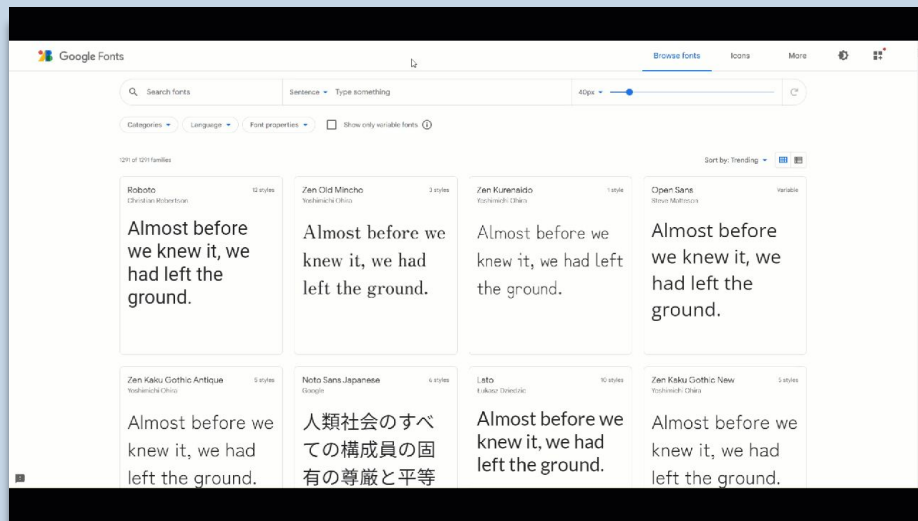 Google Fonts
Browse fonts
Icons
More
Search fonts
Sentence
Type something
40px
Categories
Language
Font properties
Show only variable fonts
1291 of 1291 families
Sort by: Trending
Roboto
12 styles
Christian Robertson
Almost before
we knew it, we
had left the
ground.
Zen Old Mincho
3 styles
Yoshimichi Ohira
Almost before we
knew it, we had
left the ground.
Zen Kurenaido
1 style
Yoshimichi Ohira
Almost before we
knew it, we had left
the ground.
Open Sans
Variable
Steve Matteson
Almost before
we knew it, we
had left the
ground.
Zen Kaku Gothic Antique
5 styles
Yoshimichi Ohira
Almost before we
knew it, we had
left the ground.
Noto Sans Japanese
6 styles
Google
人類社会のすべ
ての構成員の固
有の尊厳と平等
Lato
10 styles
Łukasz Dziedzic
Almost before we
knew it, we had
left the ground.
Zen Kaku Gothic New
5 styles
Yoshimichi Ohira
Almost before we
knew it, we had
left the ground.